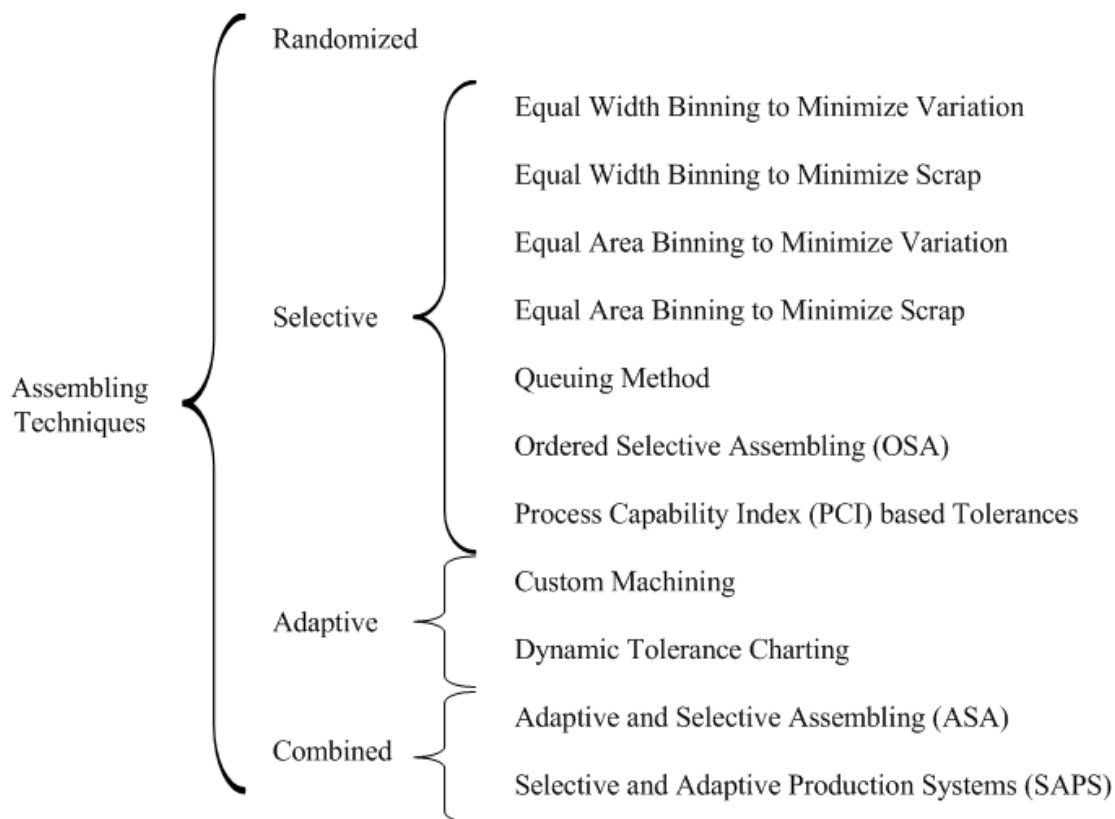 Randomized
Equal Width Binning to Minimize Variation
Equal Width Binning to Minimize Scrap
Equal Area Binning to Minimize Variation
Selective
Equal Area Binning to Minimize Scrap
Queuing Method
Assembling
Techniques
Ordered Selective Assembling (OSA)
Process Capability Index (PCI) based Tolerances
Custom Machining
Adaptive
Dynamic Tolerance Charting
Adaptive and Selective Assembling (ASA)
Combined
Selective and Adaptive Production Systems (SAPS)